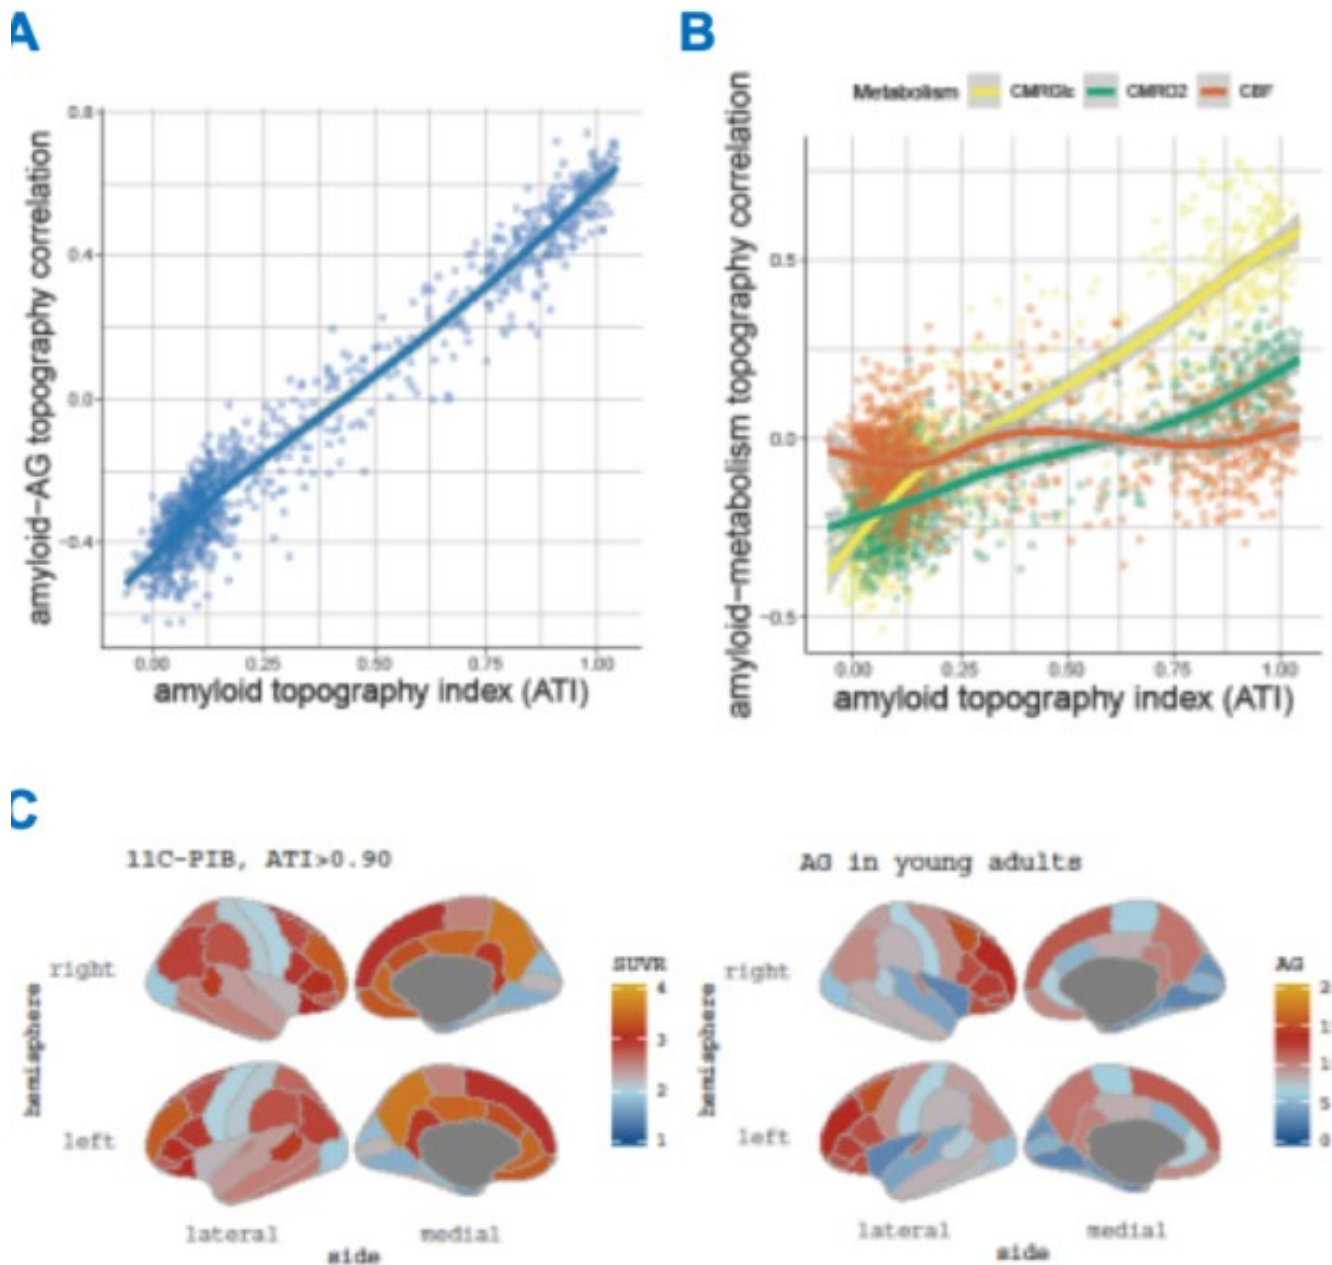 A
B
Metabolism CMRGlc CMRO2 CBF
amyloid-AG topography correlation
0.8
0.4
0.0
-0.4
0.00 0.25 0.50 0.75 1.00
amyloid topography index (ATI)
amyloid-metabolism topography correlation
0.5
0.0
-0.5
0.00 0.25 0.50 0.75 1.00
amyloid topography index (ATI)
C
11C-PIB, ATI>0.90
right
left
hemisphere
SUVR
4
3
2
1
lateral medial
side
AG in young adults
right
left
hemisphere
AG
5
0
lateral medial
side